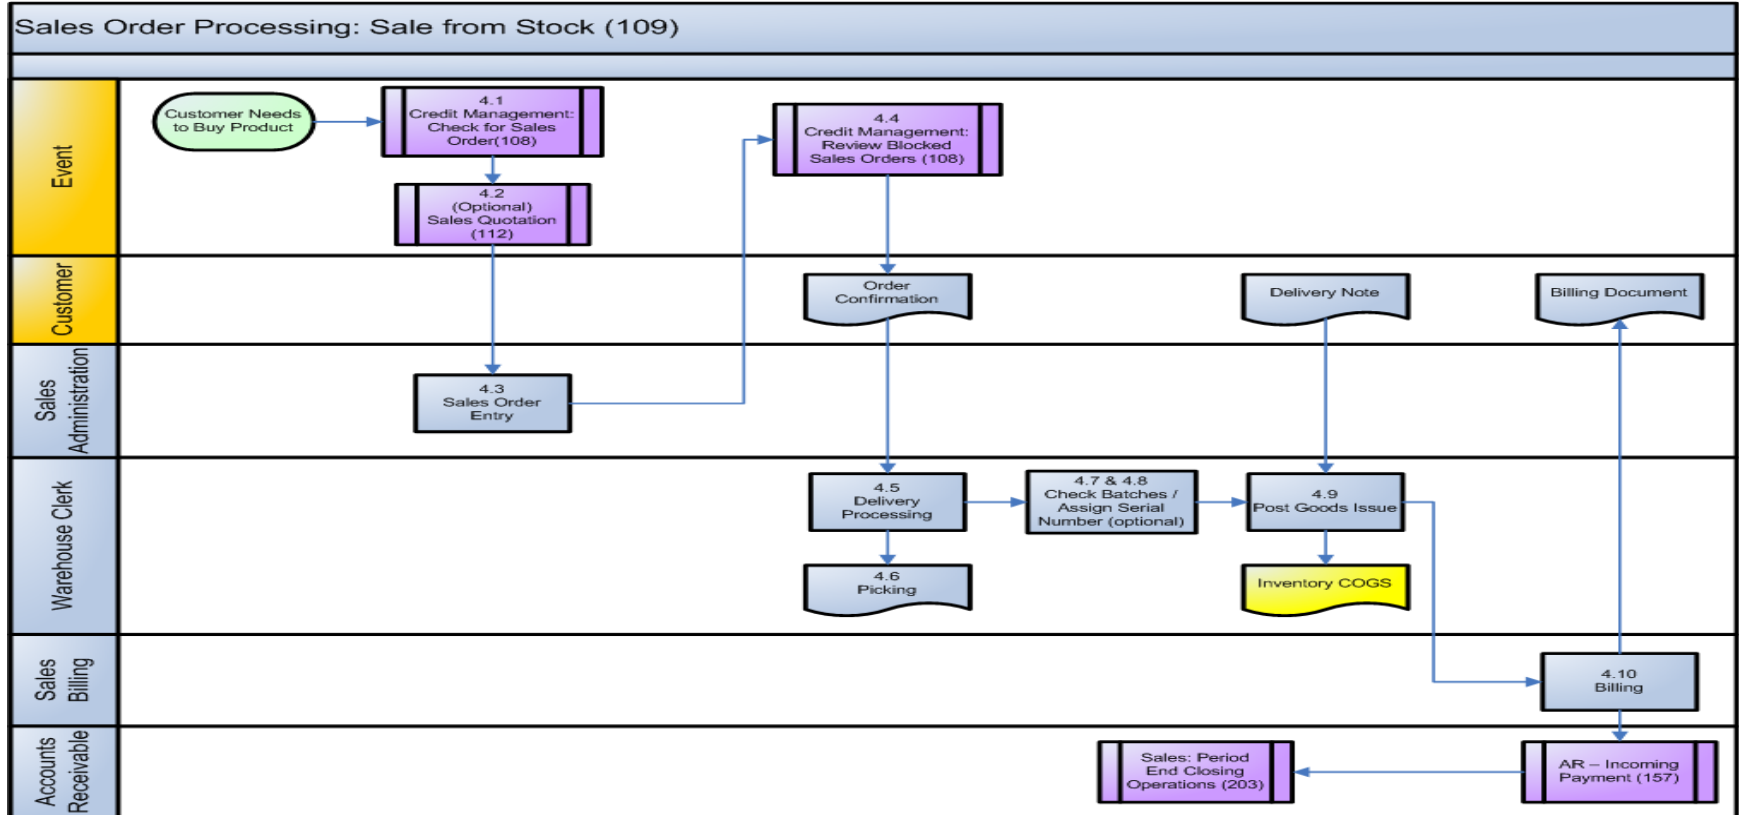 Sales Order Processing: Sale from Stock (109)
Event
Customer Needs
to Buy Product
4.1
Credit Management:
Check for Sales
Order(108)
4.2
(Optional)
Sales Quotation
(112)
4.4
Credit Management:
Review Blocked
Sales Orders (108)
Customer
Order
Confirmation
Delivery Note
Billing Document
Sales
Administration
4.3
Sales Order
Entry
Warehouse Clerk
4.5
Delivery
Processing
4.7 & 4.8
Check Batches /
Assign Serial
Number (optional)
4.9
Post Goods Issue
4.6
Picking
Inventory COGS
Sales
Billing
4.10
Billing
Accounts
Receivable
Sales: Period
End Closing
Operations (203)
AR – Incoming
Payment (157)